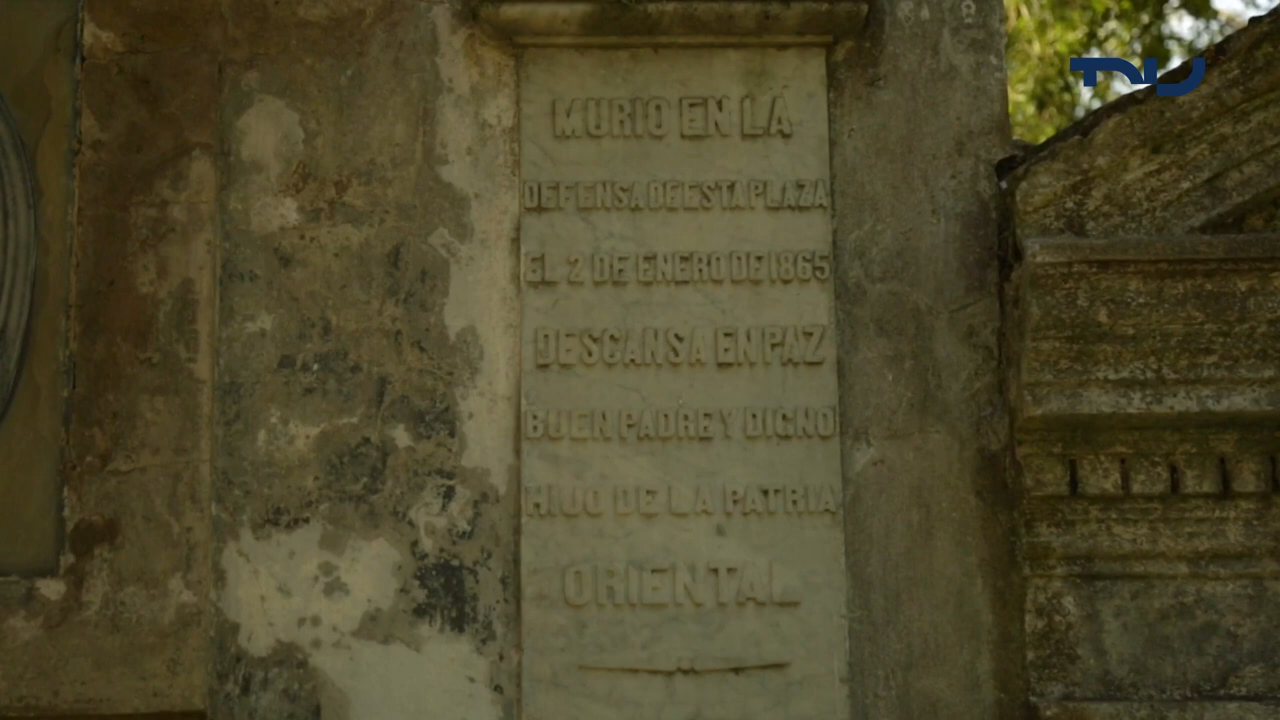 TNU
MURIO EN LA
DEFENSA DE ESTA PLAZA
EL 2 DE ENERO DE 1865
DESCANSA EN PAZ
BUEN PADRE Y DIGNO
HIJO DE LA PATRIA
ORIENTAL